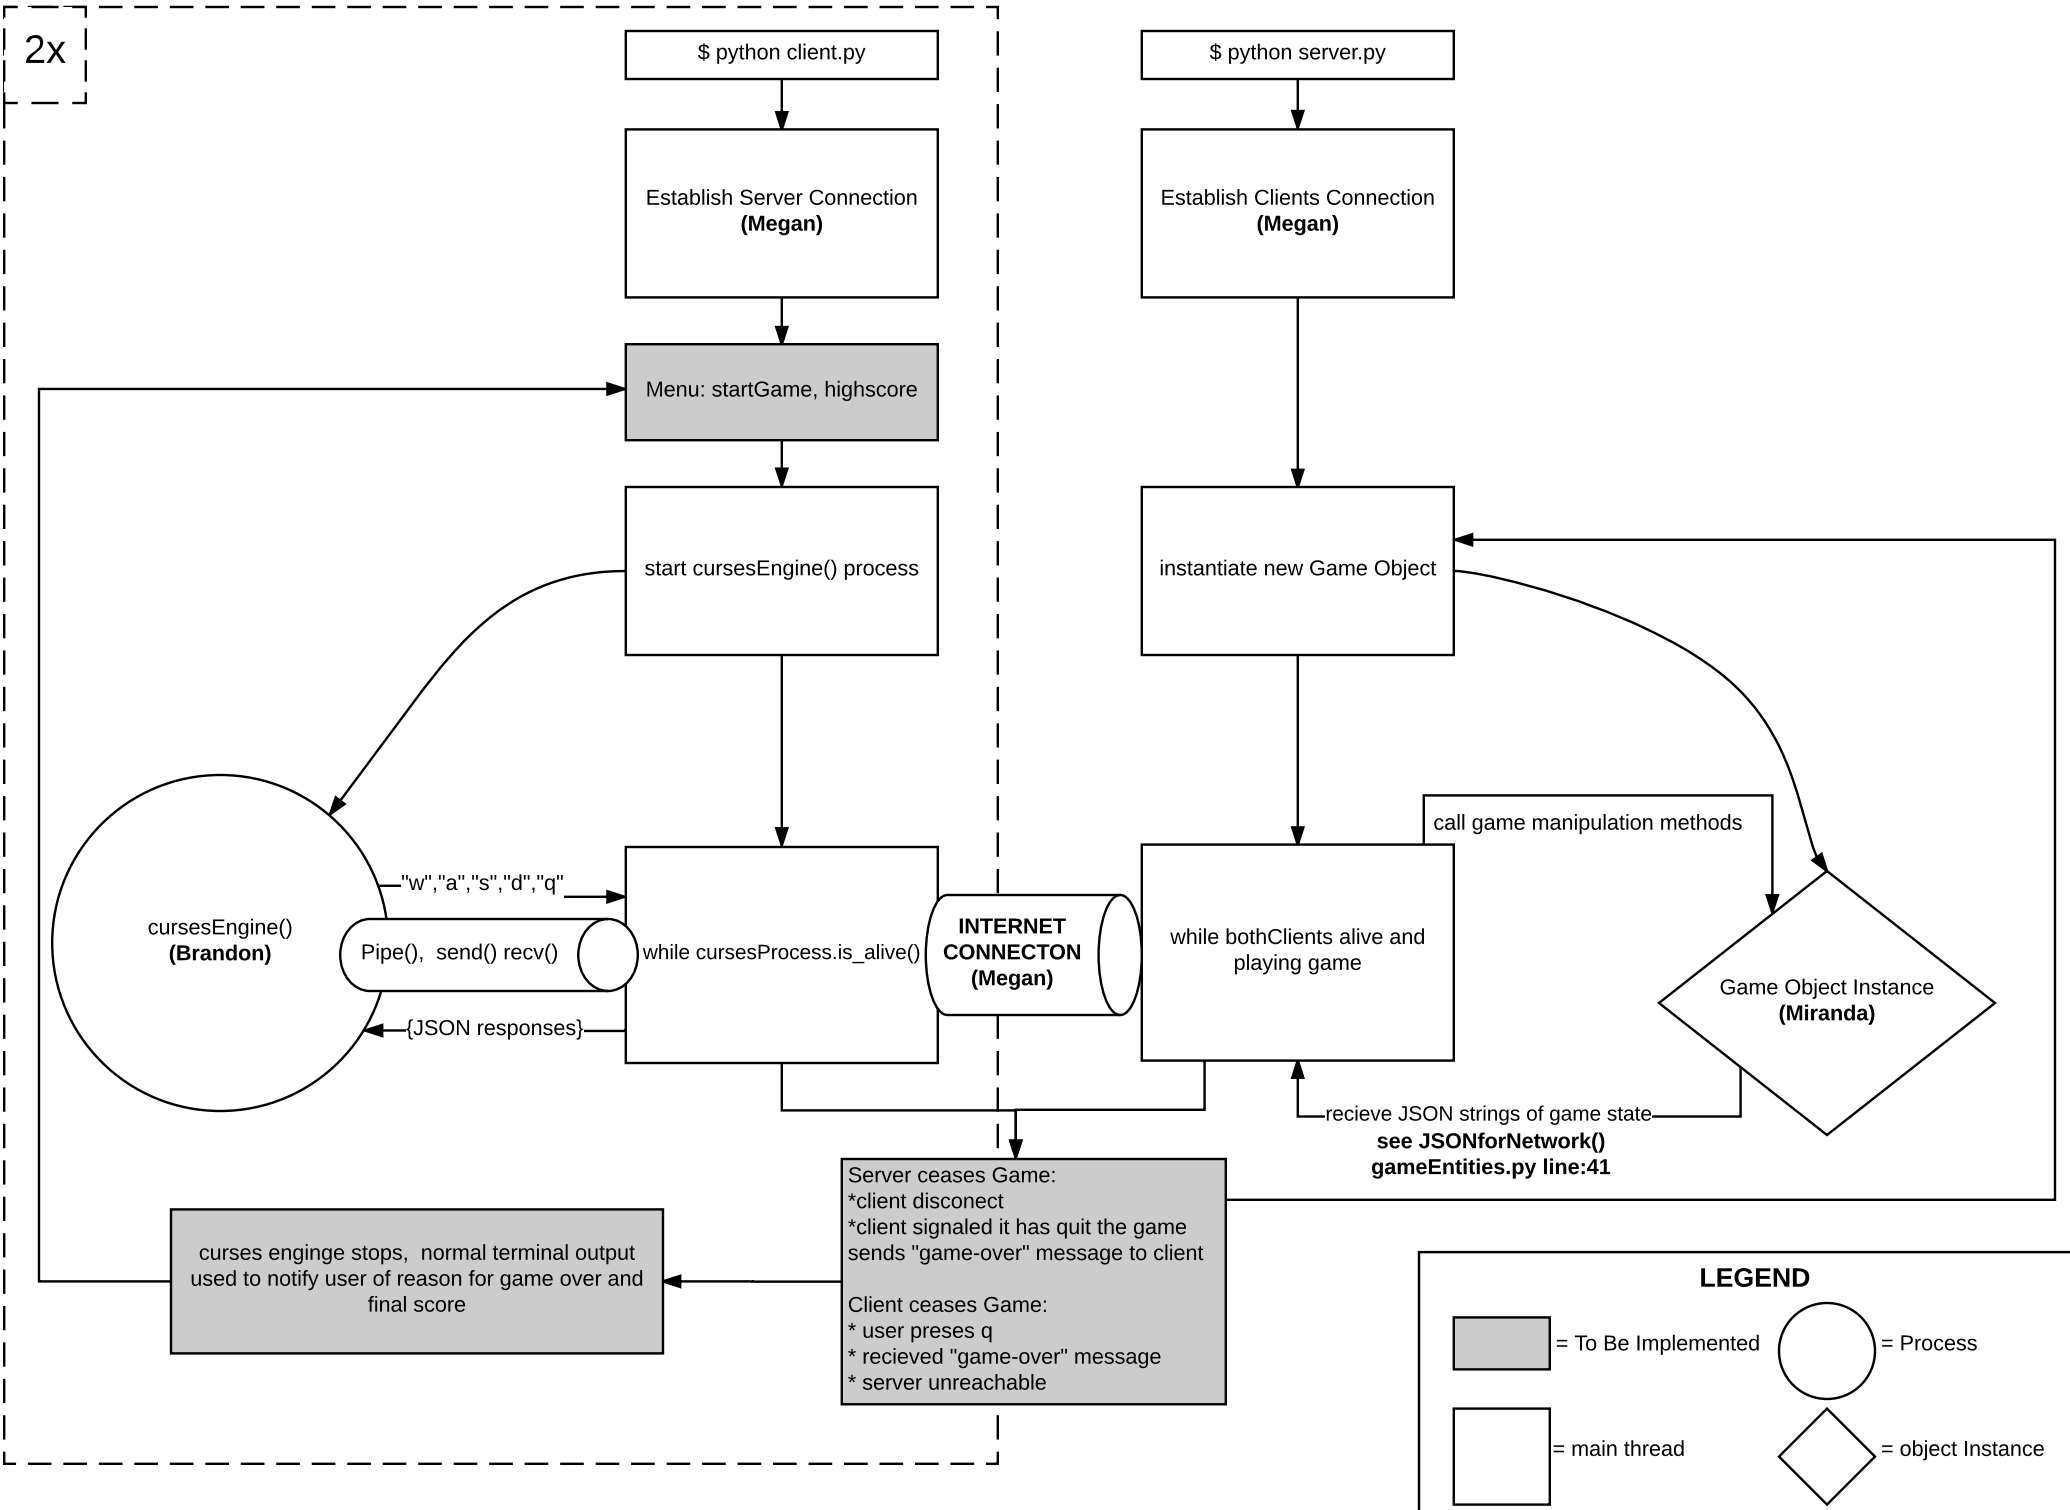 2x
$ python client.py
$ python server.py
Establish Server Connection
(Megan)
Establish Clients Connection
(Megan)
Menu: startGame, highscore
start cursesEngine() process
instantiate new Game Object
call game manipulation methods
"w","a","s","d","q"
cursesEngine()
(Brandon)
Pipe(),  send() recv()
while cursesProcess.is_alive()
INTERNET
CONNECTON
(Megan)
while bothClients alive and
playing game
Game Object Instance
(Miranda)
{JSON responses}
recieve JSON strings of game state
see JSONforNetwork()
gameEntities.py line:41
Server ceases Game:
*client disconect
*client signaled it has quit the game
sends "game-over" message to client
Client ceases Game:
* user preses q
* recieved "game-over" message
* server unreachable
curses enginge stops,  normal terminal output
used to notify user of reason for game over and
final score
LEGEND
= To Be Implemented
= Process
= main thread
= object Instance